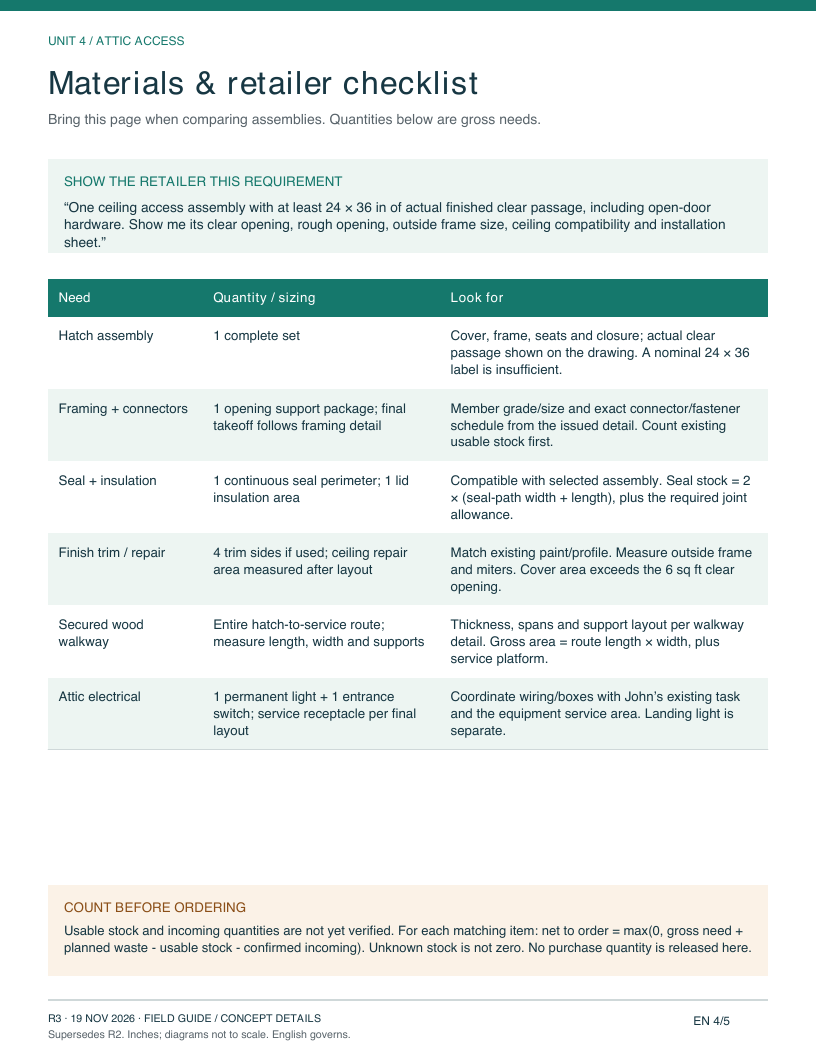 UNIT 4 / ATTIC ACCESS
Materials & retailer checklist
Bring this page when comparing assemblies. Quantities below are gross needs.
SHOW THE RETAILER THIS REQUIREMENT
“One ceiling access assembly with at least 24 × 36 in of actual finished clear passage, including open-door
hardware. Show me its clear opening, rough opening, outside frame size, ceiling compatibility and installation
sheet.”
Need
Quantity / sizing
Look for
Hatch assembly
1 complete set
Cover, frame, seats and closure; actual clear
passage shown on the drawing. A nominal 24 × 36
label is insufficient.
Framing + connectors
1 opening support package; final
takeoff follows framing detail
Member grade/size and exact connector/fastener
schedule from the issued detail. Count existing
usable stock first.
Seal + insulation
1 continuous seal perimeter; 1 lid
insulation area
Compatible with selected assembly. Seal stock = 2
× (seal-path width + length), plus the required joint
allowance.
Finish trim / repair
4 trim sides if used; ceiling repair
area measured after layout
Match existing paint/profile. Measure outside frame
and miters. Cover area exceeds the 6 sq ft clear
opening.
Secured wood
walkway
Entire hatch-to-service route;
measure length, width and supports
Thickness, spans and support layout per walkway
detail. Gross area = route length × width, plus
service platform.
Attic electrical
1 permanent light + 1 entrance
switch; service receptacle per final
layout
Coordinate wiring/boxes with John’s existing task
and the equipment service area. Landing light is
separate.
COUNT BEFORE ORDERING
Usable stock and incoming quantities are not yet verified. For each matching item: net to order = max(0, gross need +
planned waste - usable stock - confirmed incoming). Unknown stock is not zero. No purchase quantity is released here.
R3 · 19 NOV 2026 · FIELD GUIDE / CONCEPT DETAILS
EN 4/5
Supersedes R2. Inches; diagrams not to scale. English governs.